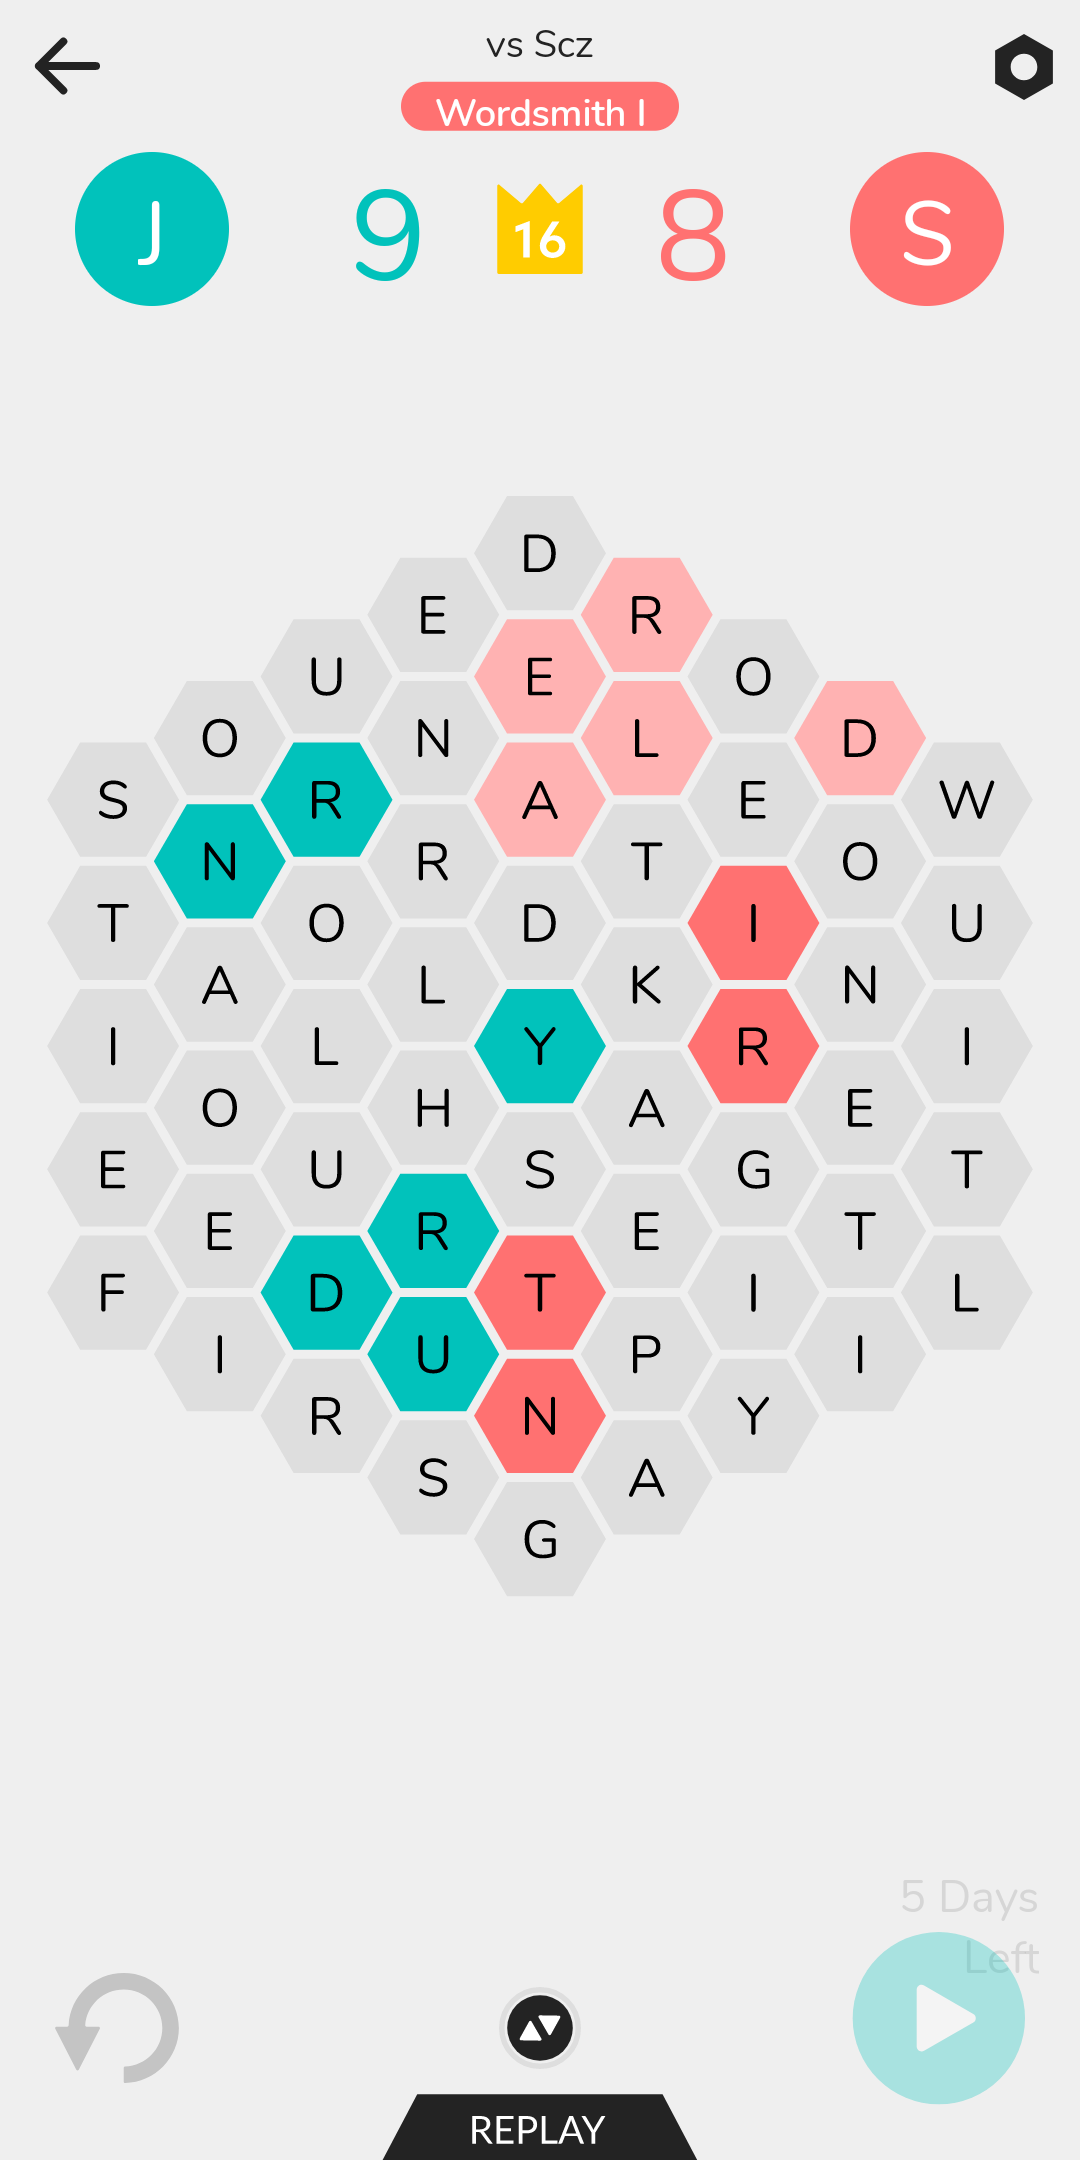 vs Scz
Wordsmith I
J 9 16 8 S
D
E R
U E O
O N L D
S R A E W
N R T O
T O D I U
A L K N
I L Y R I
O H A E
E U S G T
E R E T
F D T I L
I U P I
R N Y
S A
G
5 Days
Left
REPLAY